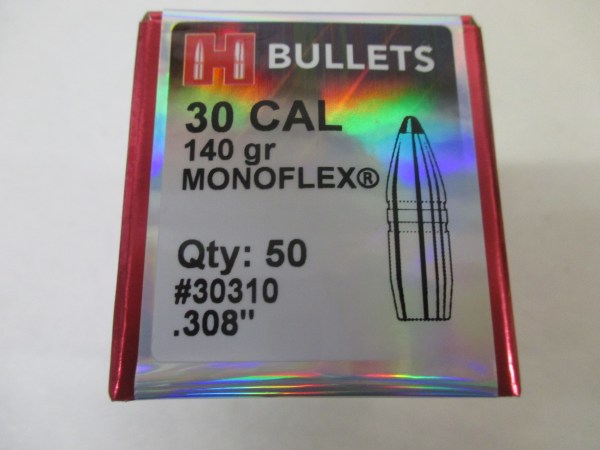 H BULLETS
30 CAL
140 gr
MONOFLEX®
Qty: 50
#30310
.308"